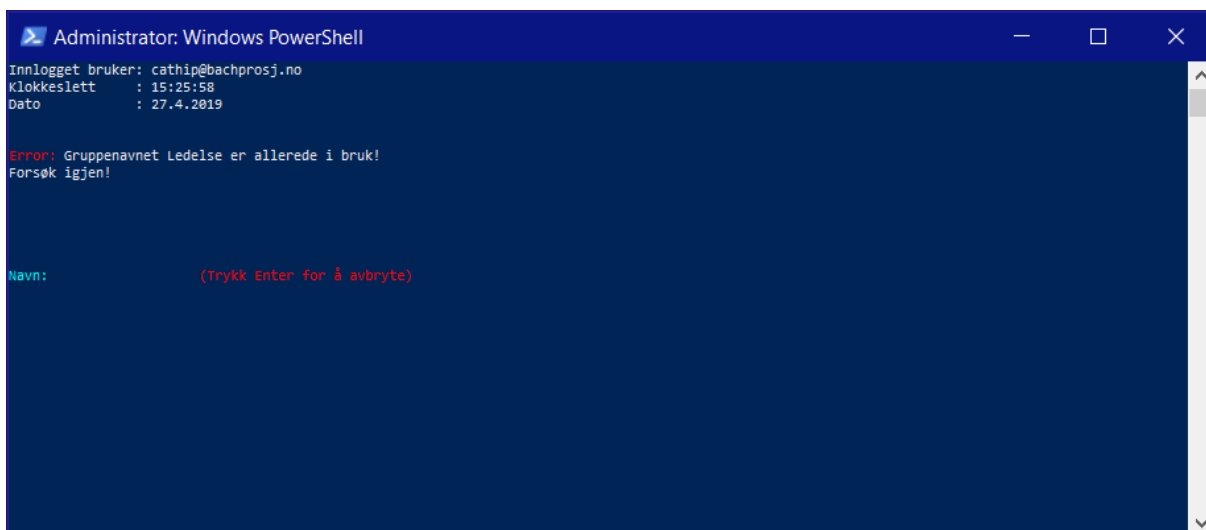 Administrator: Windows PowerShell
Innlogget bruker: cathip@bachprosj.no
Klokkeslett : 15:25:58
Dato : 27.4.2019
Error: Gruppenavnet Ledelse er allerede i bruk!
Forsøk igjen!
Navn: (Trykk Enter for å avbryte)